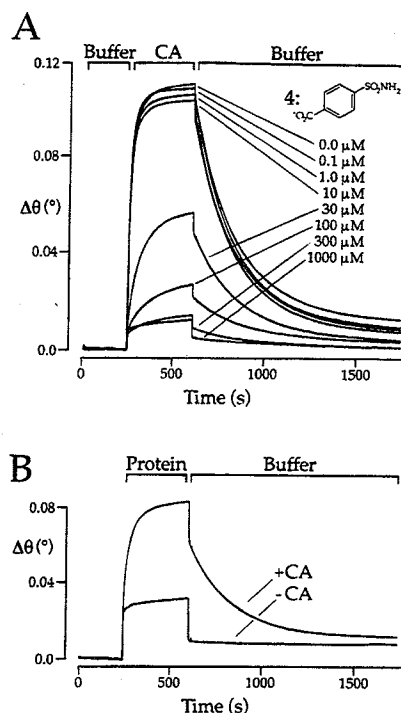 A
Buffer CA Buffer
0.12
0.08
0.04
0.0
Δθ (°)
4:
⁻O₂C
SO₂NH₂
0.0 μM
0.1 μM
1.0 μM
10 μM
30 μM
100 μM
300 μM
1000 μM
0 500 1000 1500
Time (s)
B
Protein Buffer
0.08
0.04
0.0
Δθ (°)
+CA
-CA
0 500 1000 1500
Time (s)